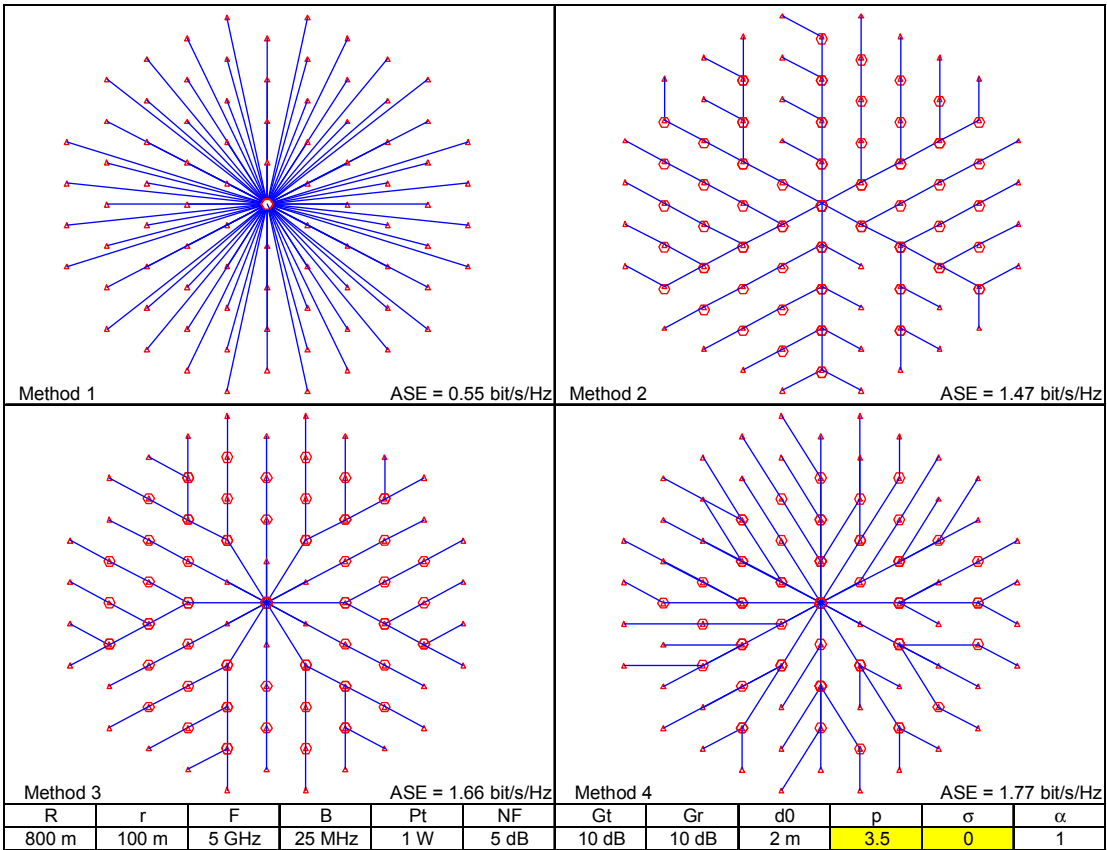 Method 1 ASE = 0.55 bit/s/Hz
Method 2 ASE = 1.47 bit/s/Hz
Method 3 ASE = 1.66 bit/s/Hz
Method 4 ASE = 1.77 bit/s/Hz
R r F B Pt NF Gt Gr d0 p σ α
800 m 100 m 5 GHz 25 MHz 1 W 5 dB 10 dB 10 dB 2 m 3.5 0 1